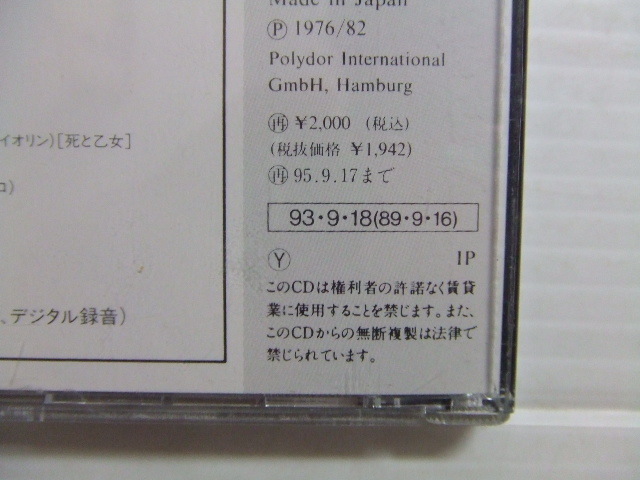 Made in Japan
Ⓟ 1976/82
Polydor International
GmbH, Hamburg
イオリン)[死と乙女]
㊢ ¥2,000 (税込)
(税抜価格 ¥1,942)
ロ)
再 95.9.17まで
93・9・18(89・9・16)
Ⓨ 1P
このCDは権利者の許諾なく賃貸
業に使用することを禁じます。また、
、デジタル録音)
このCDからの無断複製は法律で
禁じられています。